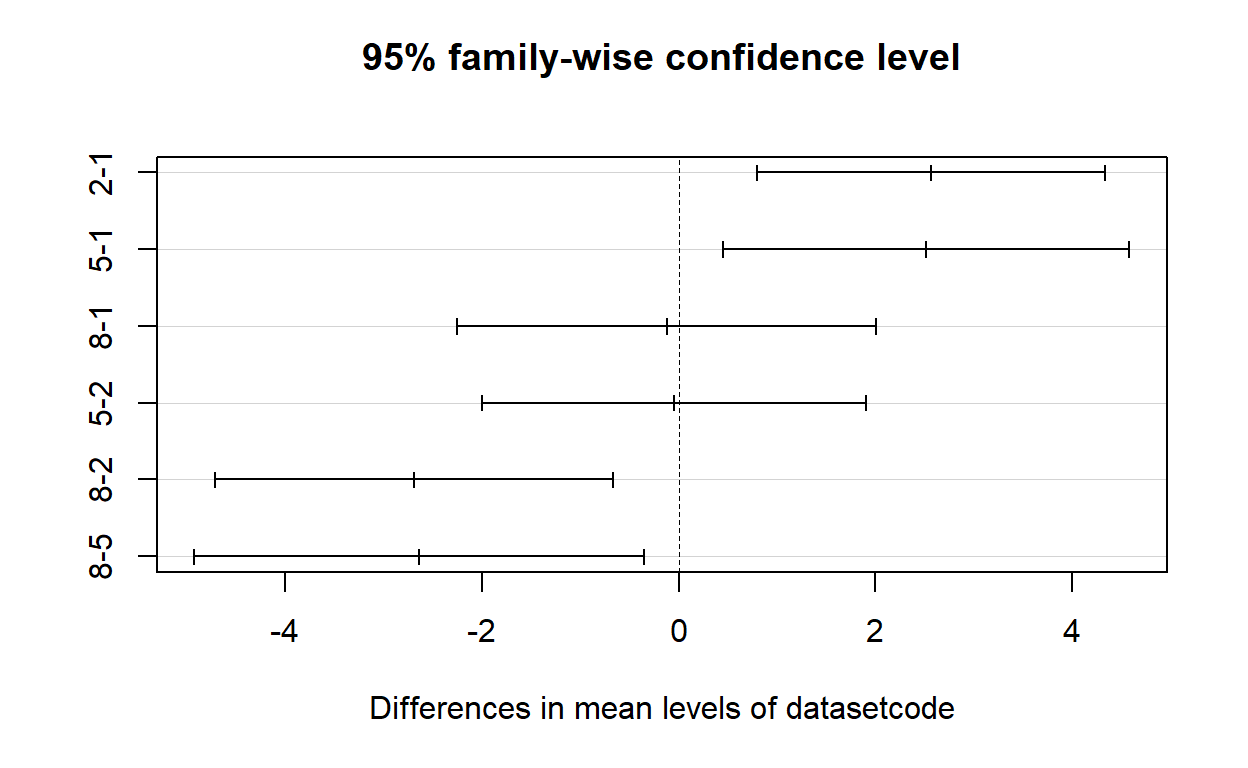 95% family-wise confidence level
2-1
5-1
8-1
5-2
8-2
8-5
-4 -2 0 2 4
Differences in mean levels of datasetcode